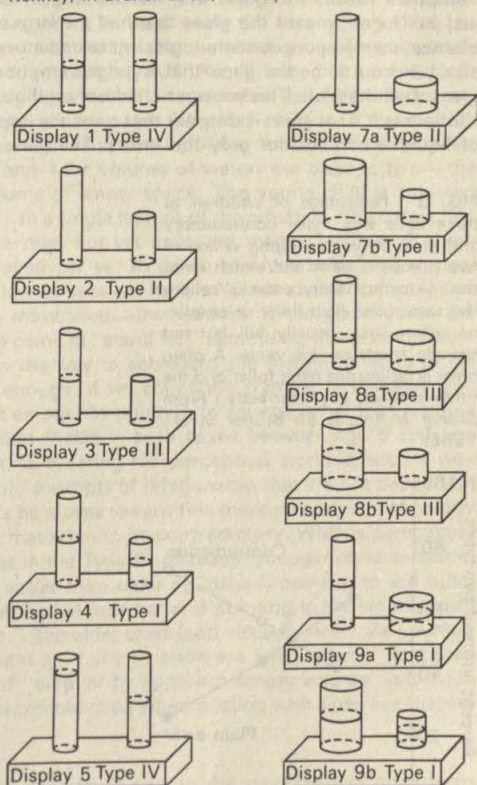 Display 1 Type IV
Display 2 Type II
Display 3 Type III
Display 4 Type I
Display 5 Type IV
Display 7a Type II
Display 7b Type II
Display 8a Type III
Display 8b Type III
Display 9a Type I
Display 9b Type I